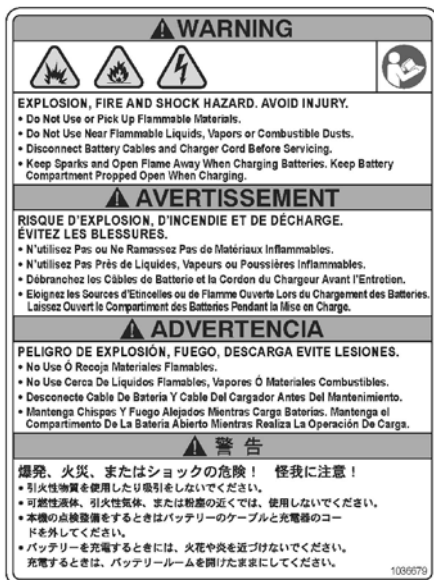 WARNING
EXPLOSION, FIRE AND SHOCK HAZARD. AVOID INJURY.
• Do Not Use or Pick Up Flammable Materials.
• Do Not Use Near Flammable Liquids, Vapors or Combustible Dusts.
• Disconnect Battery Cables and Charger Cord Before Servicing.
• Keep Sparks and Open Flame Away When Charging Batteries. Keep Battery
Compartment Propped Open When Charging.
AVERTISSEMENT
RISQUE D'EXPLOSION, D'INCENDIE ET DE DÉCHARGE.
ÉVITEZ LES BLESSURES.
• N'utilisez Pas ou Ne Ramassez Pas de Matériaux Inflammables.
• N'utilisez Pas Près de Liquides, Vapeurs ou Poussières Inflammables.
• Débranchez les Câbles de Batterie et la Cordon du Chargeur Avant l'Entretien.
• Eloignez les Sources d'Etincelles ou de Flamme Ouverte Lors du Chargement des Batteries.
Laissez Ouvert le Compartiment des Batteries Pendant la Mise en Charge.
ADVERTENCIA
PELIGRO DE EXPLOSIÓN, FUEGO, DESCARGA EVITE LESIONES.
• No Use Ó Recoja Materiales Flamables.
• No Use Cerca De Liquidos Flamables, Vapores Ó Materiales Combustibles.
• Desconecte Cable De Bateria Y Cable Del Cargador Antes Del Mantenimiento.
• Mantenga Chispas Y Fuego Alejados Mientras Carga Baterias. Mantenga el
Compartimento De La Bateria Abierto Mientras Realiza La Operación De Carga.
警 告
爆発、火災、またはショックの危険！ 怪我に注意！
• 引火性物質を使用したり吸引をしないでください。
• 可燃性液体、引火性気体、または粉塵の近くでは、使用しないでください。
• 本機の点検整備をするときはバッテリーのケーブルと充電器のコー
ドを外してください。
• バッテリーを充電するときには、火花や炎を近づけないでください。
充電するときは、バッテリールームを開けたままにしてください。
1036679